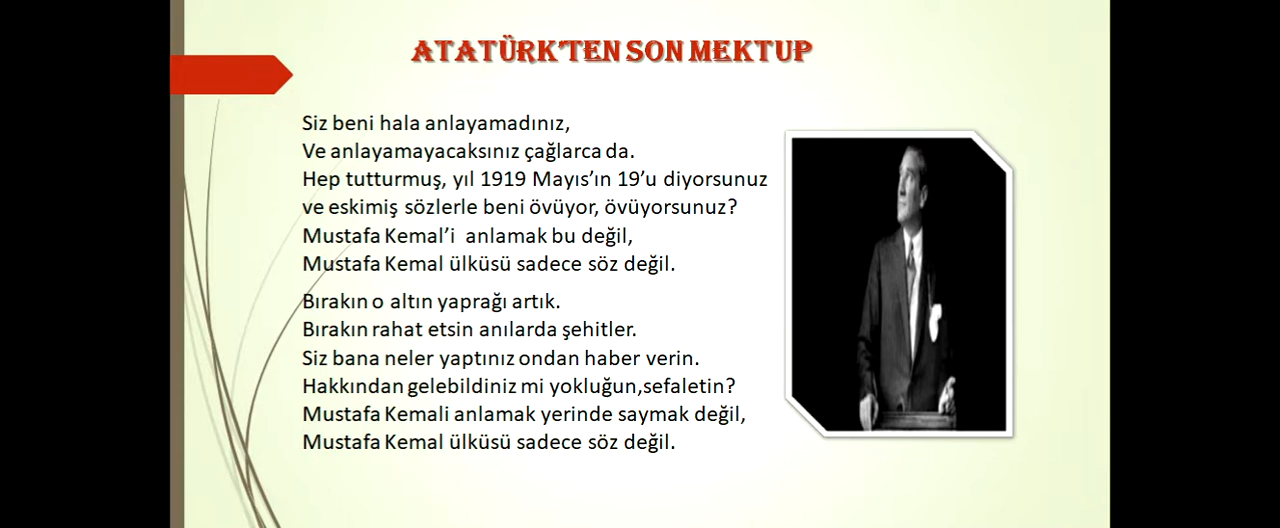 ATATÜRK'TEN SON MEKTUP
Siz beni hala anlayamadınız,
Ve anlayamayacaksınız çağlarca da.
Hep tutturmuş, yıl 1919 Mayıs’ın 19’u diyorsunuz
ve eskimiş sözlerle beni övüyor, övüyorsunuz?
Mustafa Kemal’i anlamak bu değil,
Mustafa Kemal ülküsü sadece söz değil.
Bırakın o altın yaprağı artık.
Bırakın rahat etsin anılarda şehitler.
Siz bana neler yaptınız ondan haber verin.
Hakkından gelebildiniz mi yokluğun,sefaletin?
Mustafa Kemali anlamak yerinde saymak değil,
Mustafa Kemal ülküsü sadece söz değil.